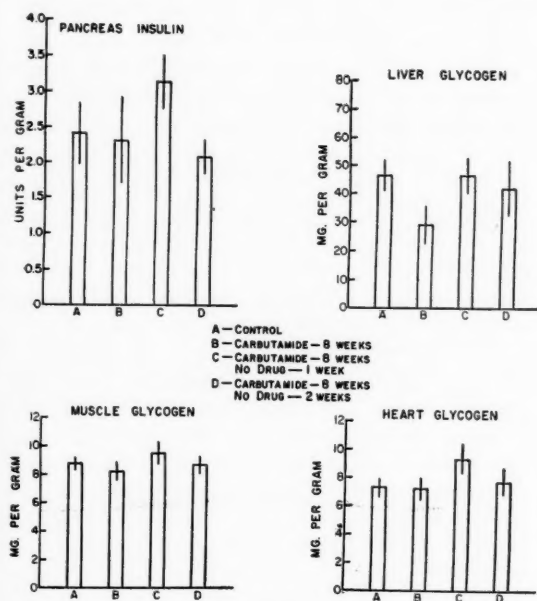 PANCREAS INSULIN
4.0
3.5
3.0
2.5
2.0
1.5
1.0
0.5
0
UNITS PER GRAM
A B C D
LIVER GLYCOGEN
80
70
60
50
40
30
20
10
0
MG. PER GRAM
A B C D
A—CONTROL
B—CARBUTAMIDE—8 WEEKS
C—CARBUTAMIDE—8 WEEKS
NO DRUG—1 WEEK
D—CARBUTAMIDE—8 WEEKS
NO DRUG—2 WEEKS
MUSCLE GLYCOGEN
12
10
8
6
4
2
0
MG. PER GRAM
A B C D
HEART GLYCOGEN
12
10
8
6
4
2
0
MG. PER GRAM
A B C D